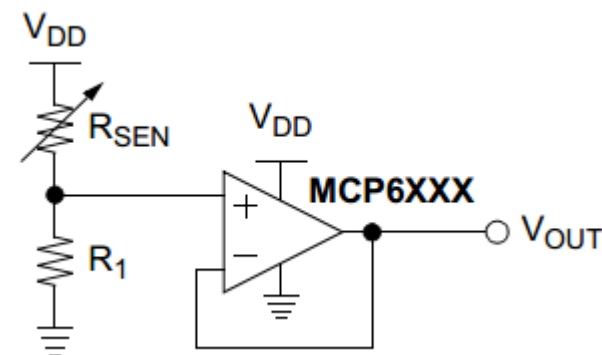 VDD
RSEN
VDD
MCP6XXX
+
−
VOUT
R1